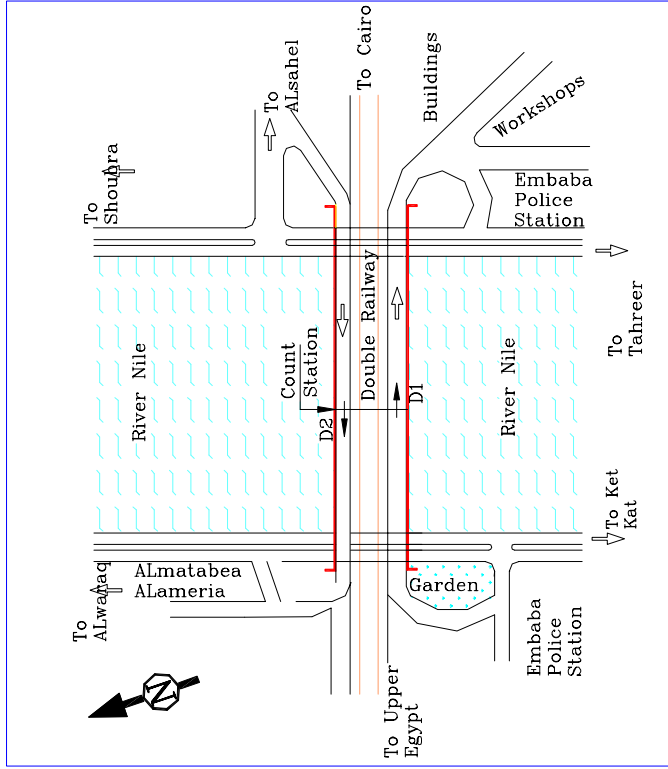 To
ALsahel
To Cairo
Buildings
Workshops
To
Shoubra
Embaba
Police
Station
River Nile
Count
Station
Double Railway
D2
D1
River Nile
To
Tahreer
To Ket
Kat
ALmatabea
ALameria
Garden
To
ALwaraq
Embaba
Police
Station
To Upper
Egypt
N